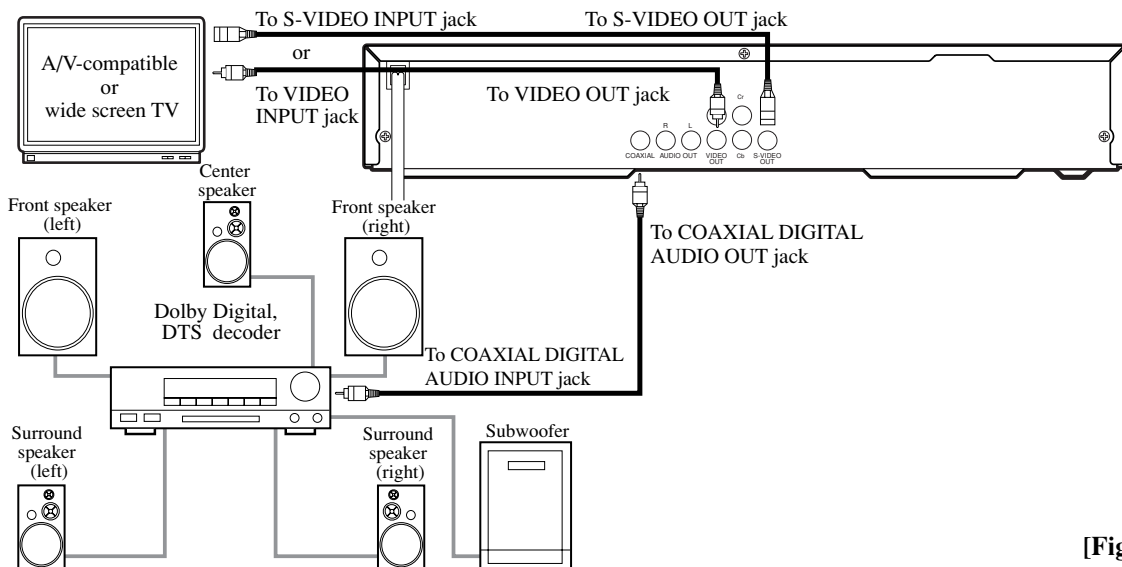 To S-VIDEO INPUT jack
To S-VIDEO OUT jack
or
A/V-compatible
or
wide screen TV
To VIDEO
INPUT jack
To VIDEO OUT jack
Cr
R
L
COAXIAL
AUDIO OUT
VIDEO
OUT
Cb
S-VIDEO
OUT
Center
speaker
Front speaker
(left)
Front speaker
(right)
To COAXIAL DIGITAL
AUDIO OUT jack
Dolby Digital,
DTS decoder
To COAXIAL DIGITAL
AUDIO INPUT jack
Surround
speaker
(left)
Surround
speaker
(right)
Subwoofer
[Fig